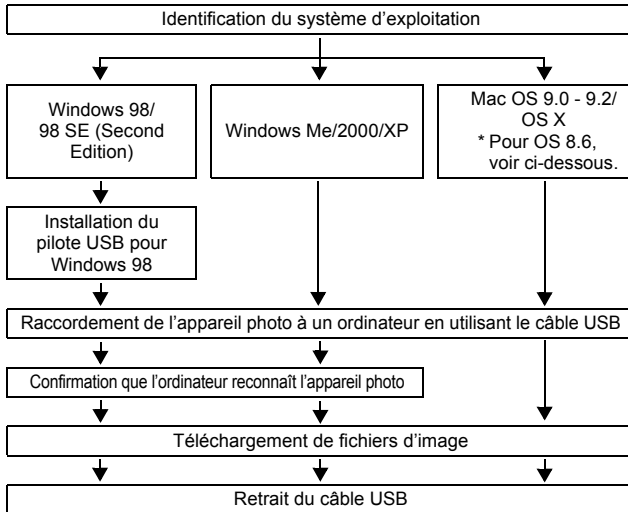 Identification du système d'exploitation
Windows 98/
98 SE (Second
Edition)
Windows Me/2000/XP
Mac OS 9.0 - 9.2/
OS X
* Pour OS 8.6,
voir ci-dessous.
Installation du
pilote USB pour
Windows 98
Raccordement de l'appareil photo à un ordinateur en utilisant le câble USB
Confirmation que l'ordinateur reconnaît l'appareil photo
Téléchargement de fichiers d'image
Retrait du câble USB